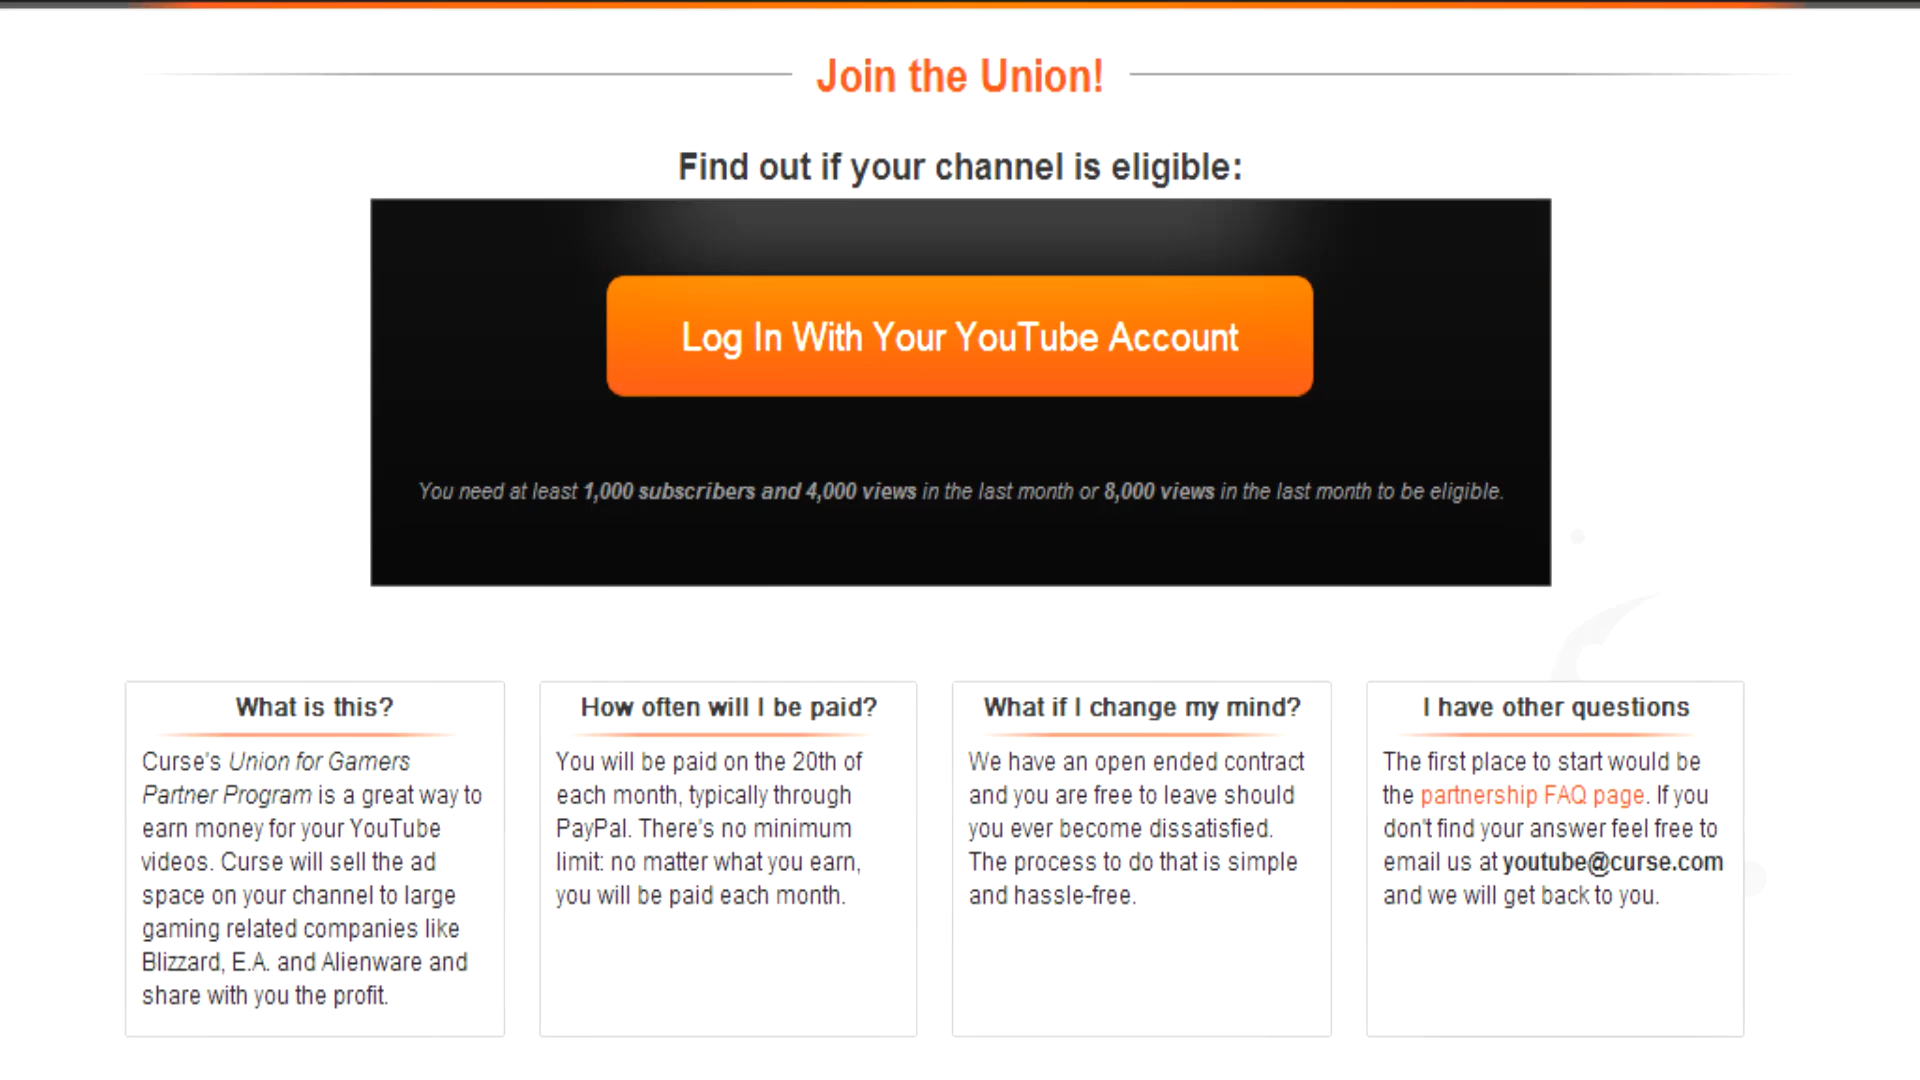 Join the Union!
Find out if your channel is eligible:
Log In With Your YouTube Account
You need at least 1,000 subscribers and 4,000 views in the last month or 8,000 views in the last month to be eligible.
What is this?
Curse's Union for Gamers
Partner Program is a great way to
earn money for your YouTube
videos. Curse will sell the ad
space on your channel to large
gaming related companies like
Blizzard, E.A. and Alienware and
share with you the profit.
How often will I be paid?
You will be paid on the 20th of
each month, typically through
PayPal. There's no minimum
limit: no matter what you earn,
you will be paid each month.
What if I change my mind?
We have an open ended contract
and you are free to leave should
you ever become dissatisfied.
The process to do that is simple
and hassle-free.
I have other questions
The first place to start would be
the partnership FAQ page. If you
don't find your answer feel free to
email us at youtube@curse.com
and we will get back to you.